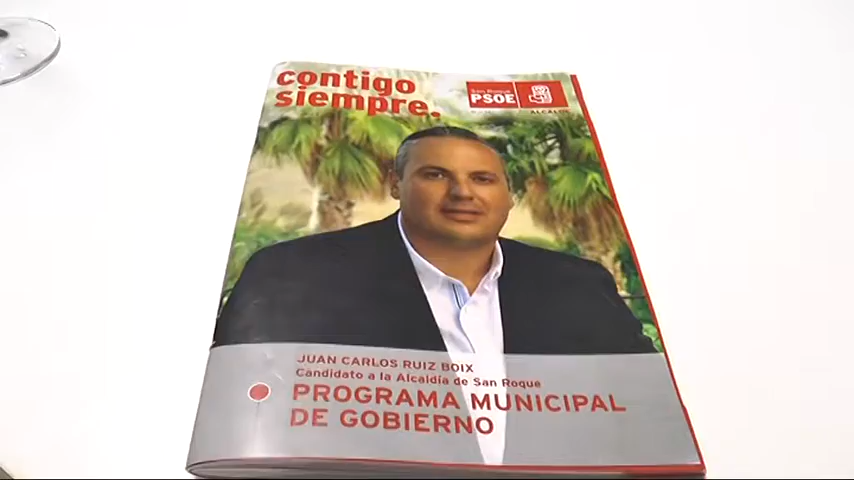 contigo
siempre.
San Roque
PSOE
ALCALDE
JUAN CARLOS RUIZ BOIX
Candidato a la Alcaldía de San Roque
PROGRAMA MUNICIPAL
DE GOBIERNO